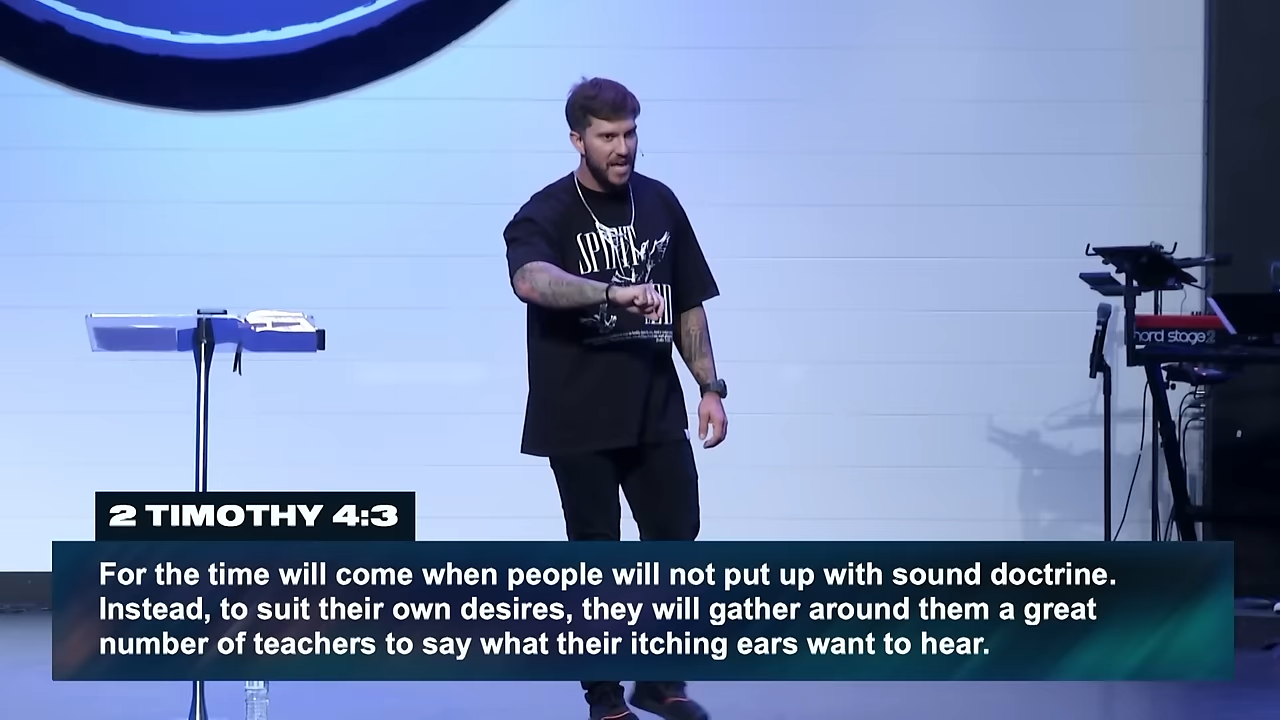 SPIRIT
hord stage 2
2 TIMOTHY 4:3
For the time will come when people will not put up with sound doctrine.
Instead, to suit their own desires, they will gather around them a great
number of teachers to say what their itching ears want to hear.